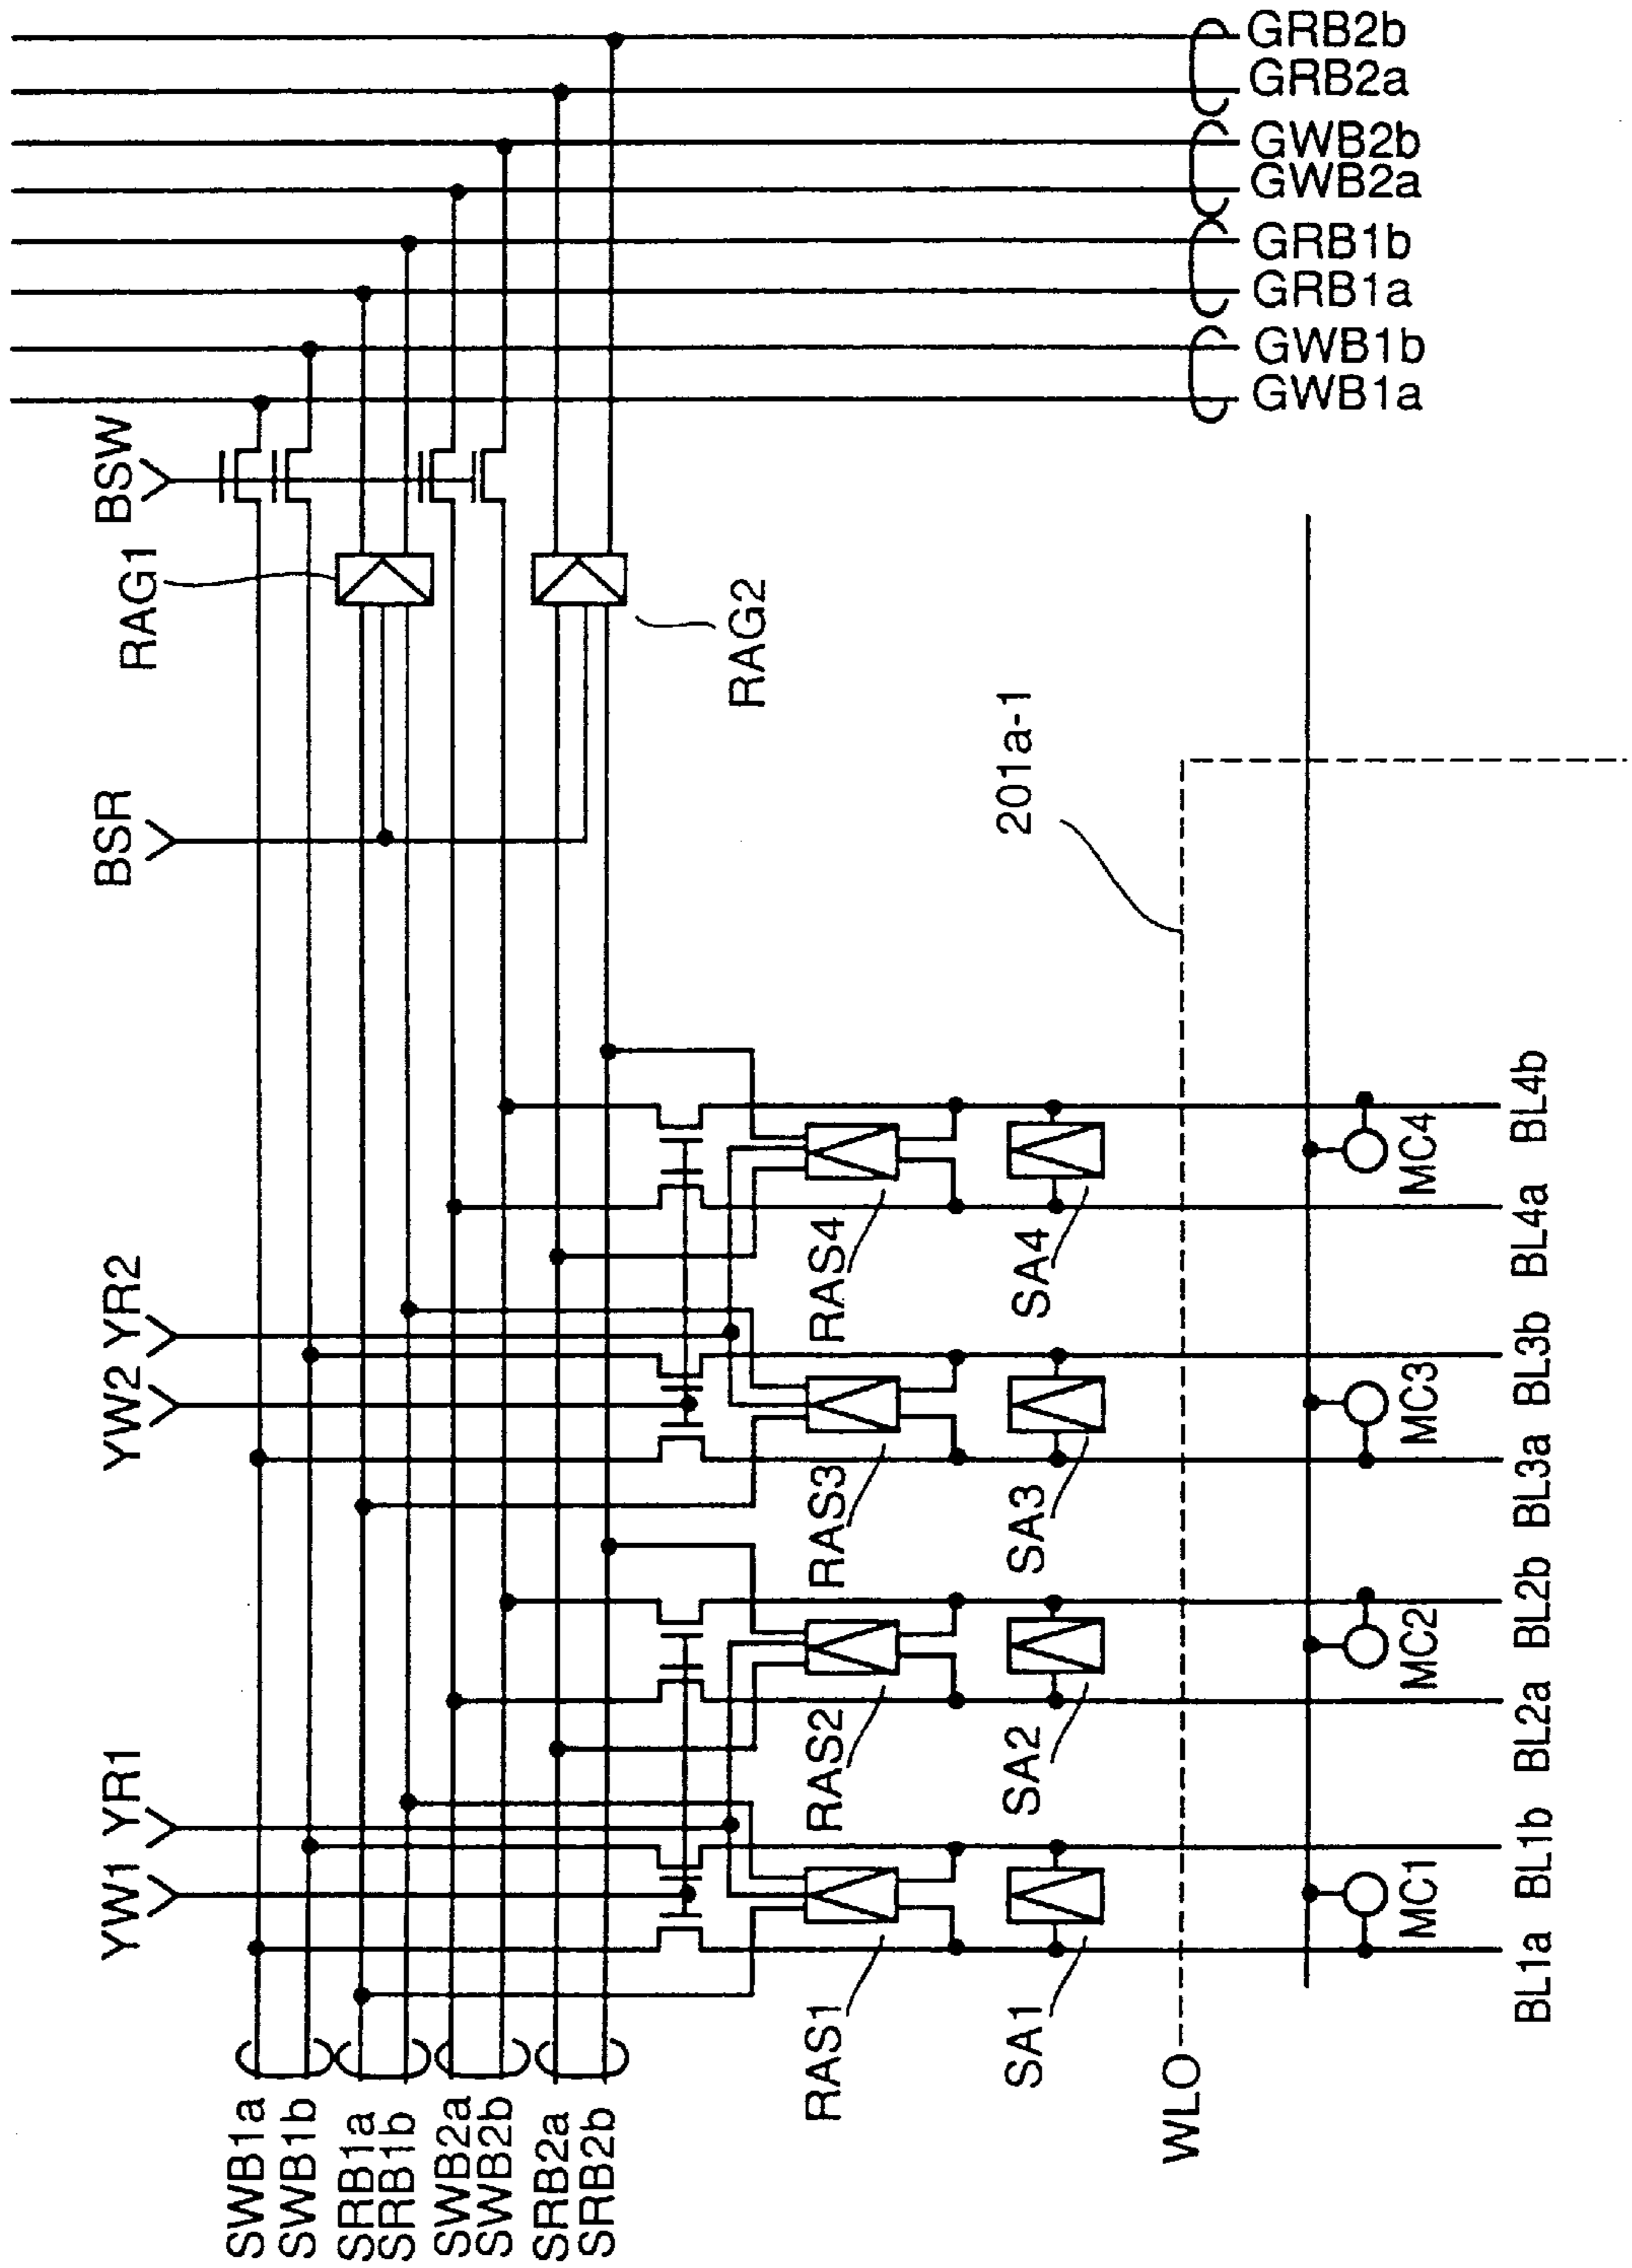 GRB2b
GRB2a
GWB2b
GWB2a
GRB1b
GRB1a
GWB1b
GWB1a
BSW
RAG1
RAG2
BSR
201a-1
YR2
YW2
YR1
YW1
RAS4
SA4
RAS3
SA3
RAS2
SA2
RAS1
SA1
MC4
MC3
MC2
MC1
BL4b
BL4a
BL3b
BL3a
BL2b
BL2a
BL1b
BL1a
SWB1a
SWB1b
SRB1a
SRB1b
SWB2a
SWB2b
SRB2a
SRB2b
WLO